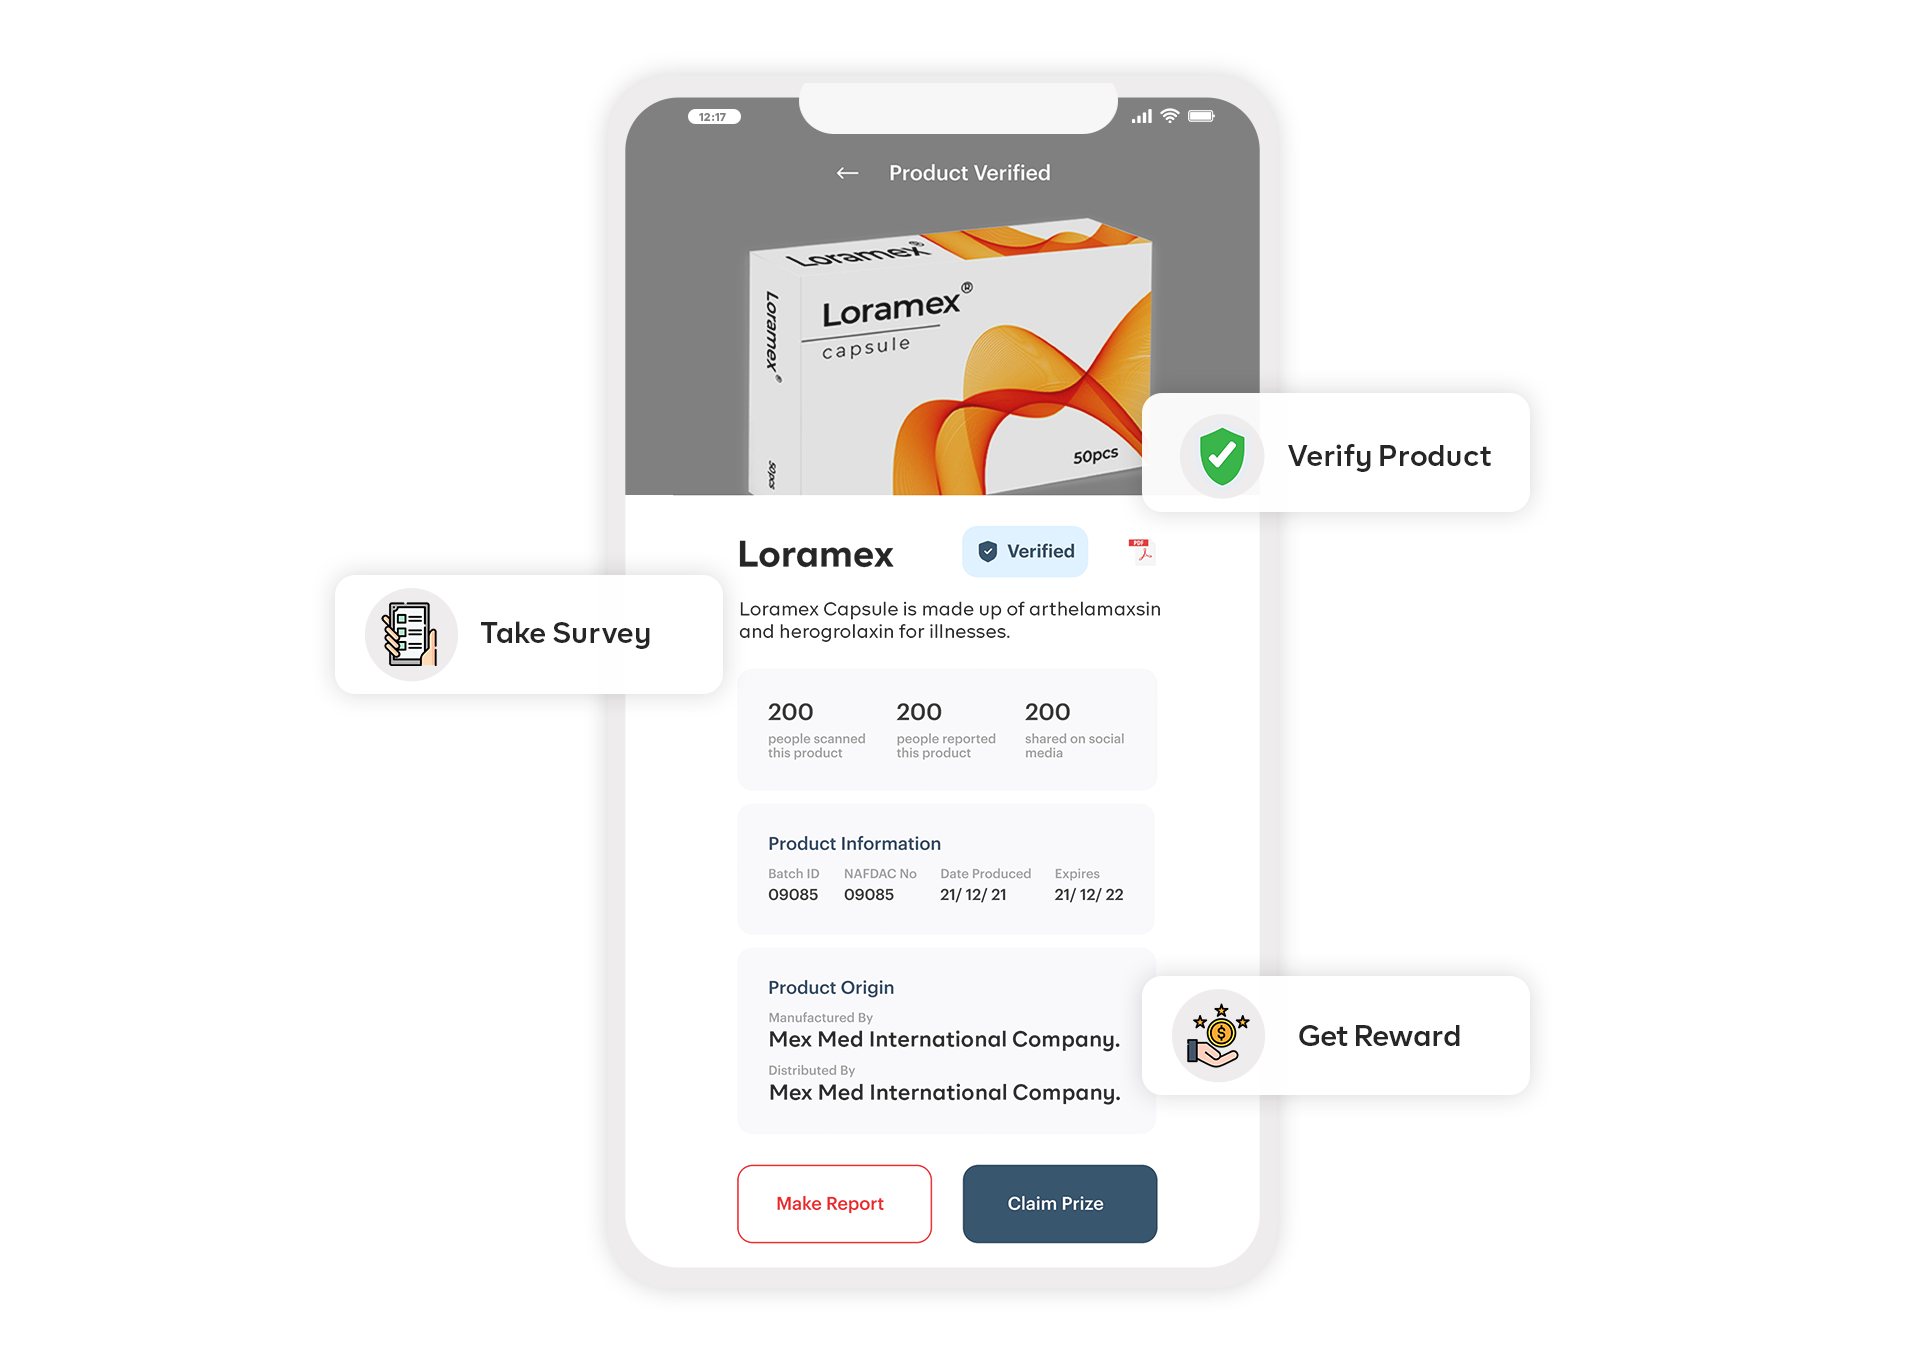 12:17
Product Verified
Loramex®
Loramex®
capsule
Loramex®
50pcs
50pcs
Verify Product
Loramex
Verified
PDF
Loramex Capsule is made up of arthelamaxsin
and herogrolaxin for illnesses.
Take Survey
200
people scanned
this product
200
people reported
this product
200
shared on social
media
Product Information
Batch ID NAFDAC No Date Produced Expires
09085 09085 21/ 12/ 21 21/ 12/ 22
Product Origin
Manufactured By
Mex Med International Company.
Distributed By
Mex Med International Company.
$
Get Reward
Make Report
Claim Prize